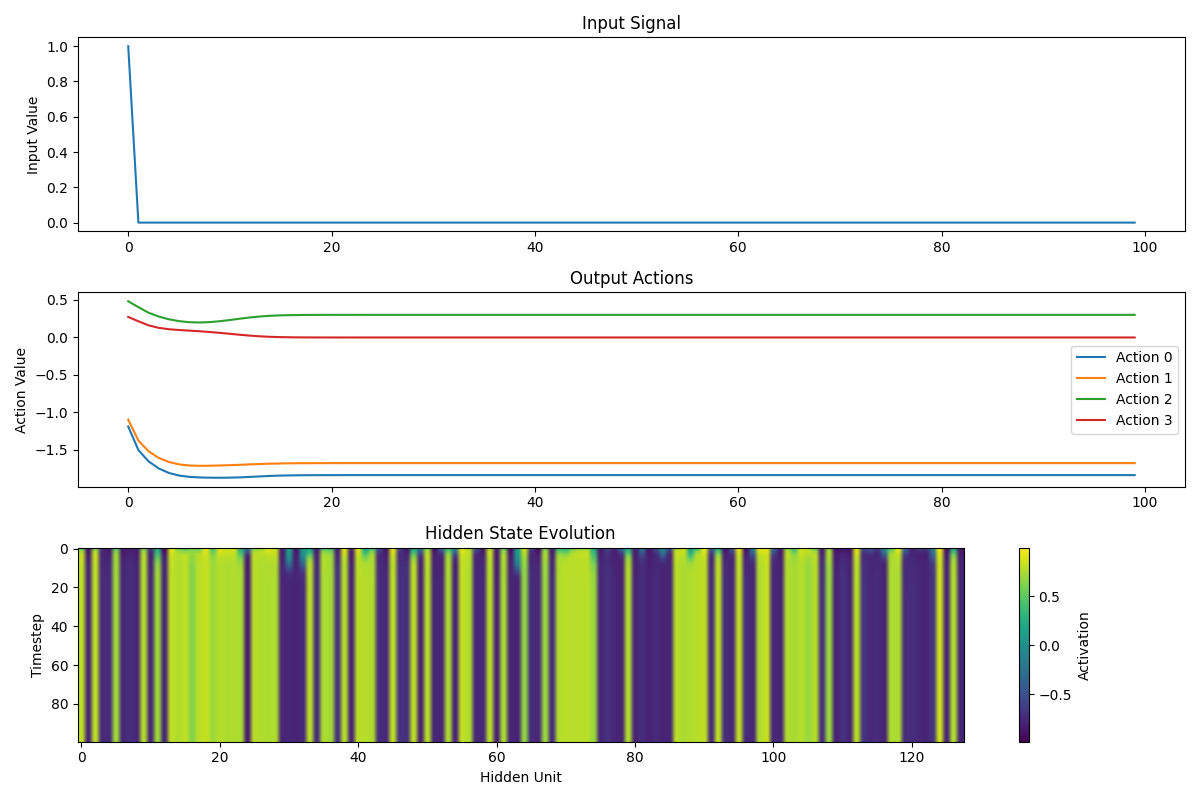 Input Signal
Input Value
1.0
0.8
0.6
0.4
0.2
0.0
0 20 40 60 80 100
Output Actions
Action Value
0.5
0.0
−0.5
−1.0
−1.5
Action 0
Action 1
Action 2
Action 3
0 20 40 60 80 100
Hidden State Evolution
Timestep
0
20
40
60
80
0 20 40 60 80 100 120
Hidden Unit
0.5
0.0
−0.5
Activation